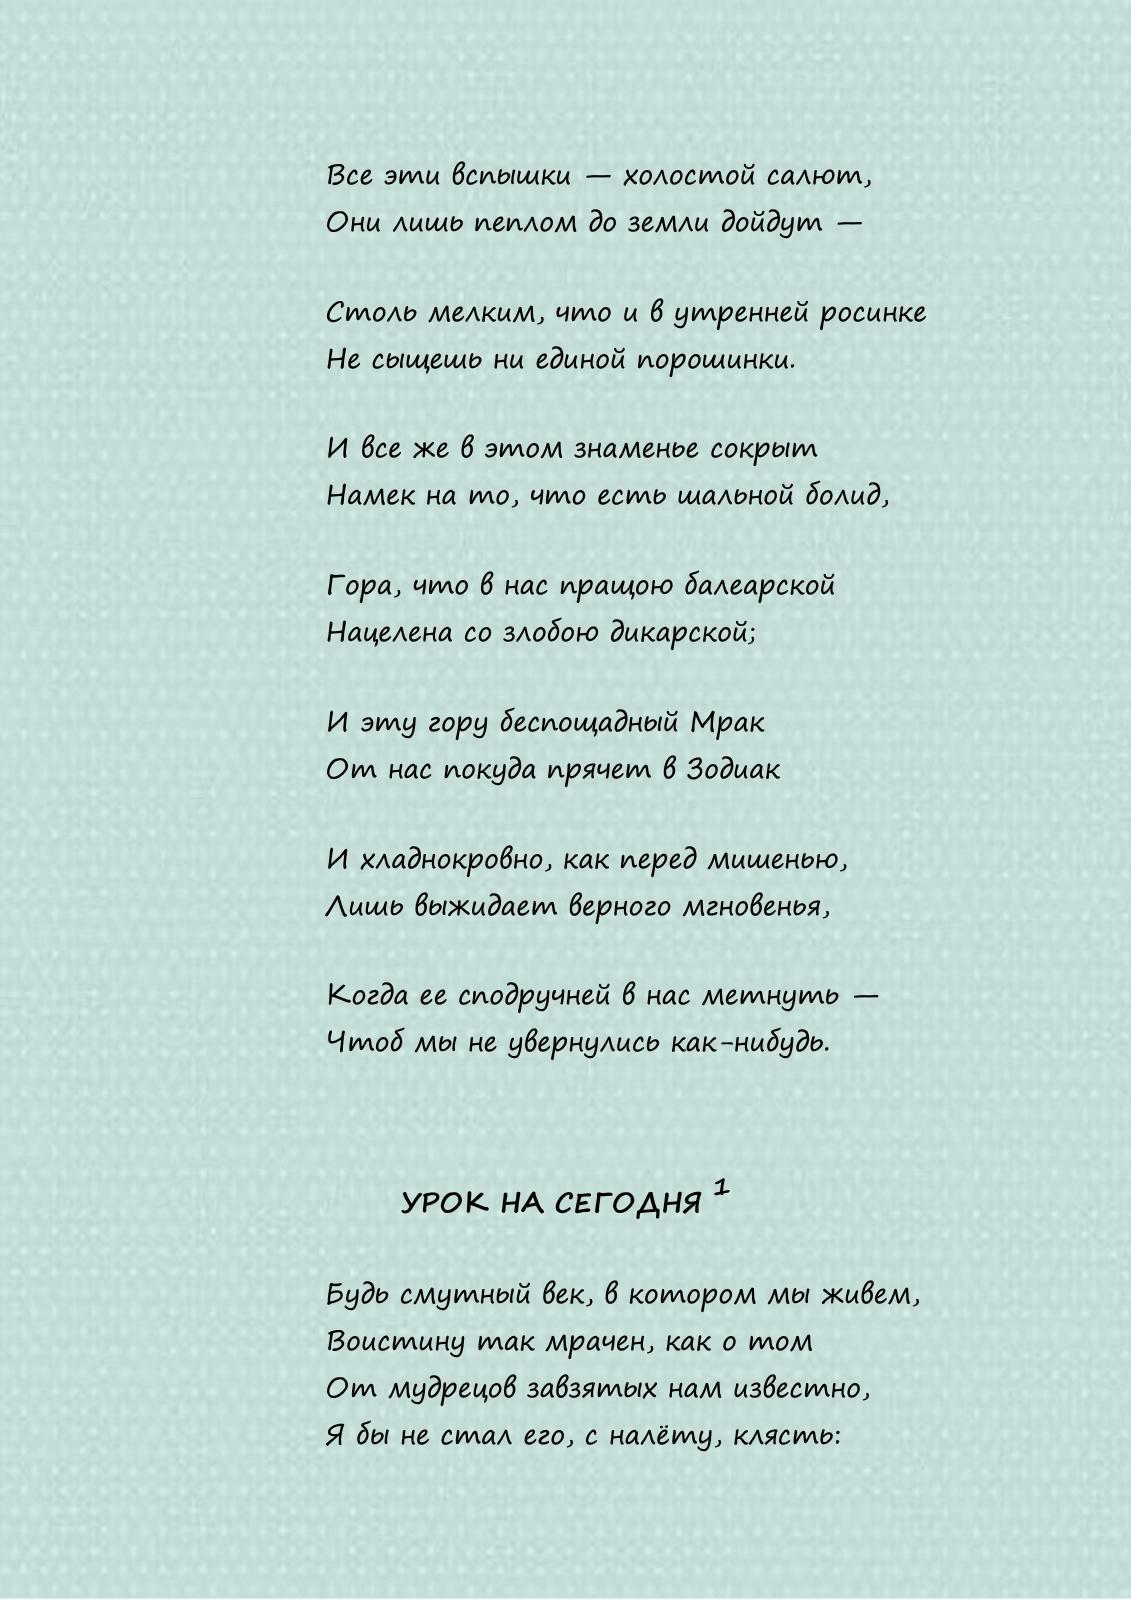 Все эти вспышки — холостой салют,
Они лишь пеплом до земли дойдут —
Столь мелким, что и в утренней росинке
Не сыщешь ни единой порошинки.
И все же в этом знаменье сокрыт
Намек на то, что есть шальной болид,
Гора, что в нас пращою балеарской
Нацелена со злобою дикарской;
И эту гору беспощадный Мрак
От нас покуда прячет в Зодиак
И хладнокровно, как перед мишенью,
Лишь выжидает верного мгновенья,
Когда ее сподручней в нас метнуть —
Чтоб мы не увернулись как-нибудь.
УРОК НА СЕГОДНЯ 1
Будь смутный век, в котором мы живем,
Воистину так мрачен, как о том
От мудрецов завзятых нам известно,
Я бы не стал его, с налёту, клясть: